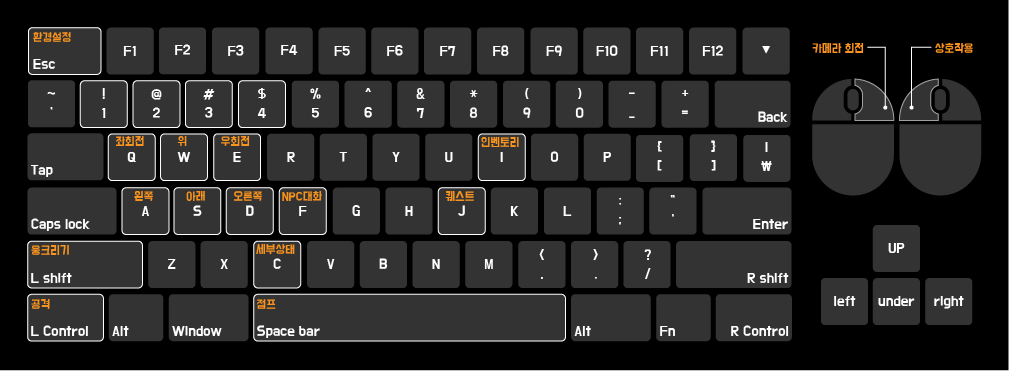 환경설정
Esc
F1 F2 F3 F4 F5 F6 F7 F8 F9 F10 F11 F12 ▼
카메라 회전
상호작용
~ ! @ # $ % ^ & * ( ) - +
` 1 2 3 4 5 6 7 8 9 0 _ =
Back
좌회전 위 우회전 인벤토리
Tap Q W E R T Y U I O P { [ } ] | ₩
왼쪽 아래 오른쪽 NPC대화 퀘스트
Caps lock A S D F G H J K L : ; " ' Enter
UP
웅크리기 세부상태
L shift Z X C V B N M < . > . ? / R shift
left under right
공격 점프
L Control Alt Window Space bar Alt Fn R Control